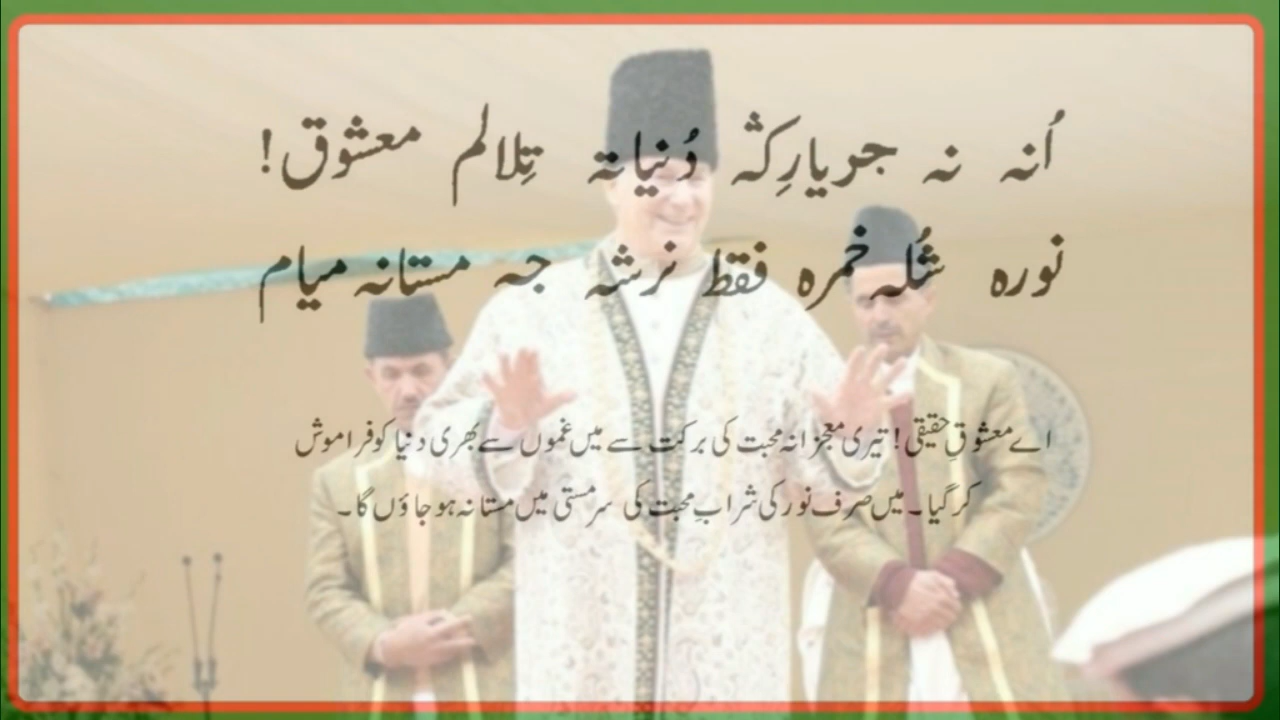 اُنہ نہ جریارِکݣ دُنیاتہ تِلالم معشوق!
نورہ شُلہ خمرہ فقط نرشہ جہ مستانہ میام
اے معشوقِ حقیقی! تیری معجزانہ محبت کی برکت سے میں غموں سے بھری دنیا کو فراموش
کر گیا۔ میں صرف نور کی شرابِ محبت کی سرمستی میں مستانہ ہو جاؤں گا۔